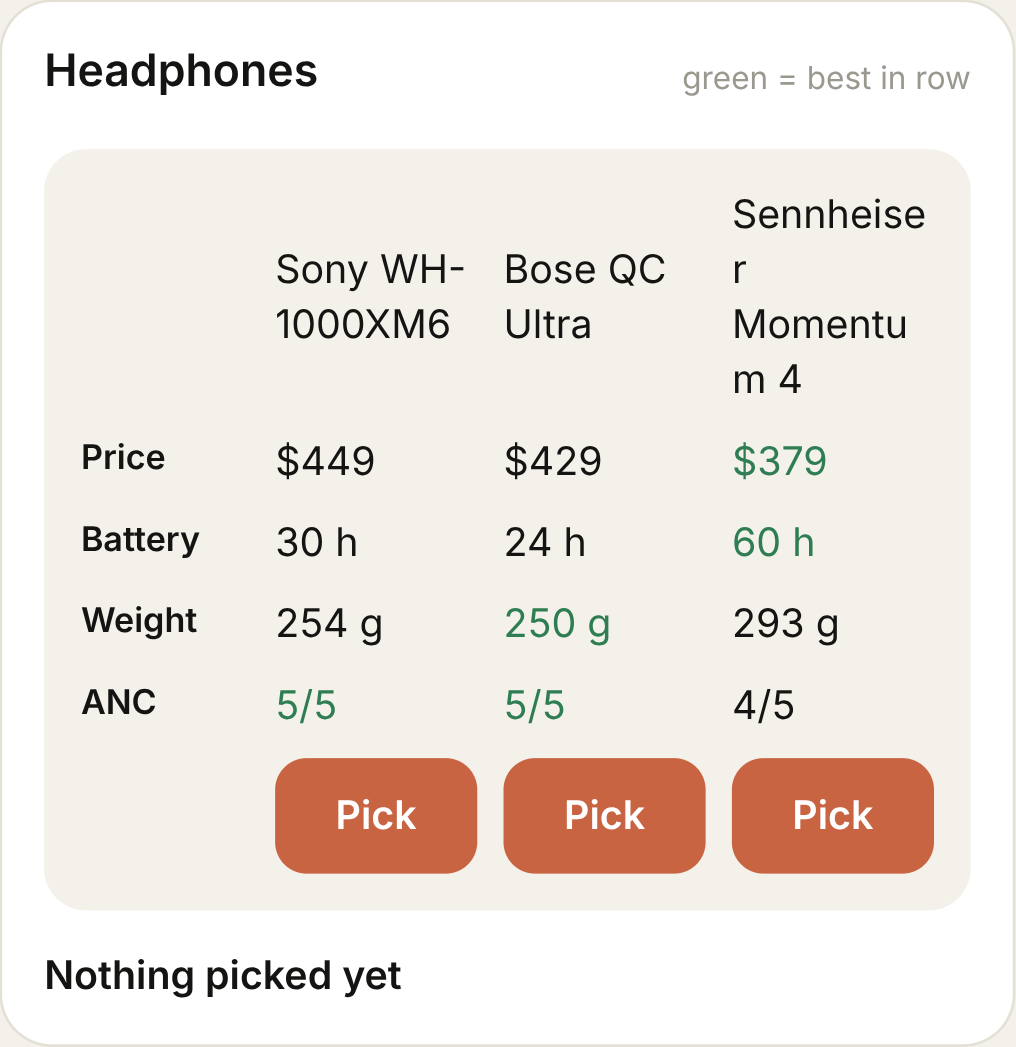 Headphones
green = best in row
Sony WH-
1000XM6
Bose QC
Ultra
Sennheise
r
Momentu
m 4
Price $449 $429 $379
Battery 30 h 24 h 60 h
Weight 254 g 250 g 293 g
ANC 5/5 5/5 4/5
Pick Pick Pick
Nothing picked yet